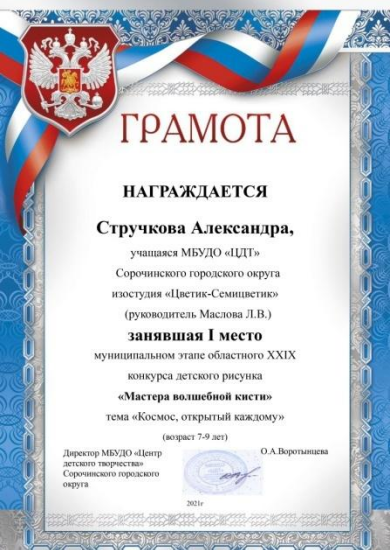 ГРАМОТА
НАГРАЖДАЕТСЯ
Стручкова Александра,
учащаяся МБУДО «ЦДТ»
Сорочинского городского округа
изостудия «Цветик-Семицветик»
(руководитель Маслова Л.В.)
занявшая I место
муниципальном этапе областного XXIX
конкурса детского рисунка
«Мастера волшебной кисти»
тема «Космос, открытый каждому»
(возраст 7-9 лет)
Директор МБУДО «Центр
детского творчества»
Сорочинского городского
округа
О.А.Воротынцева
2021г